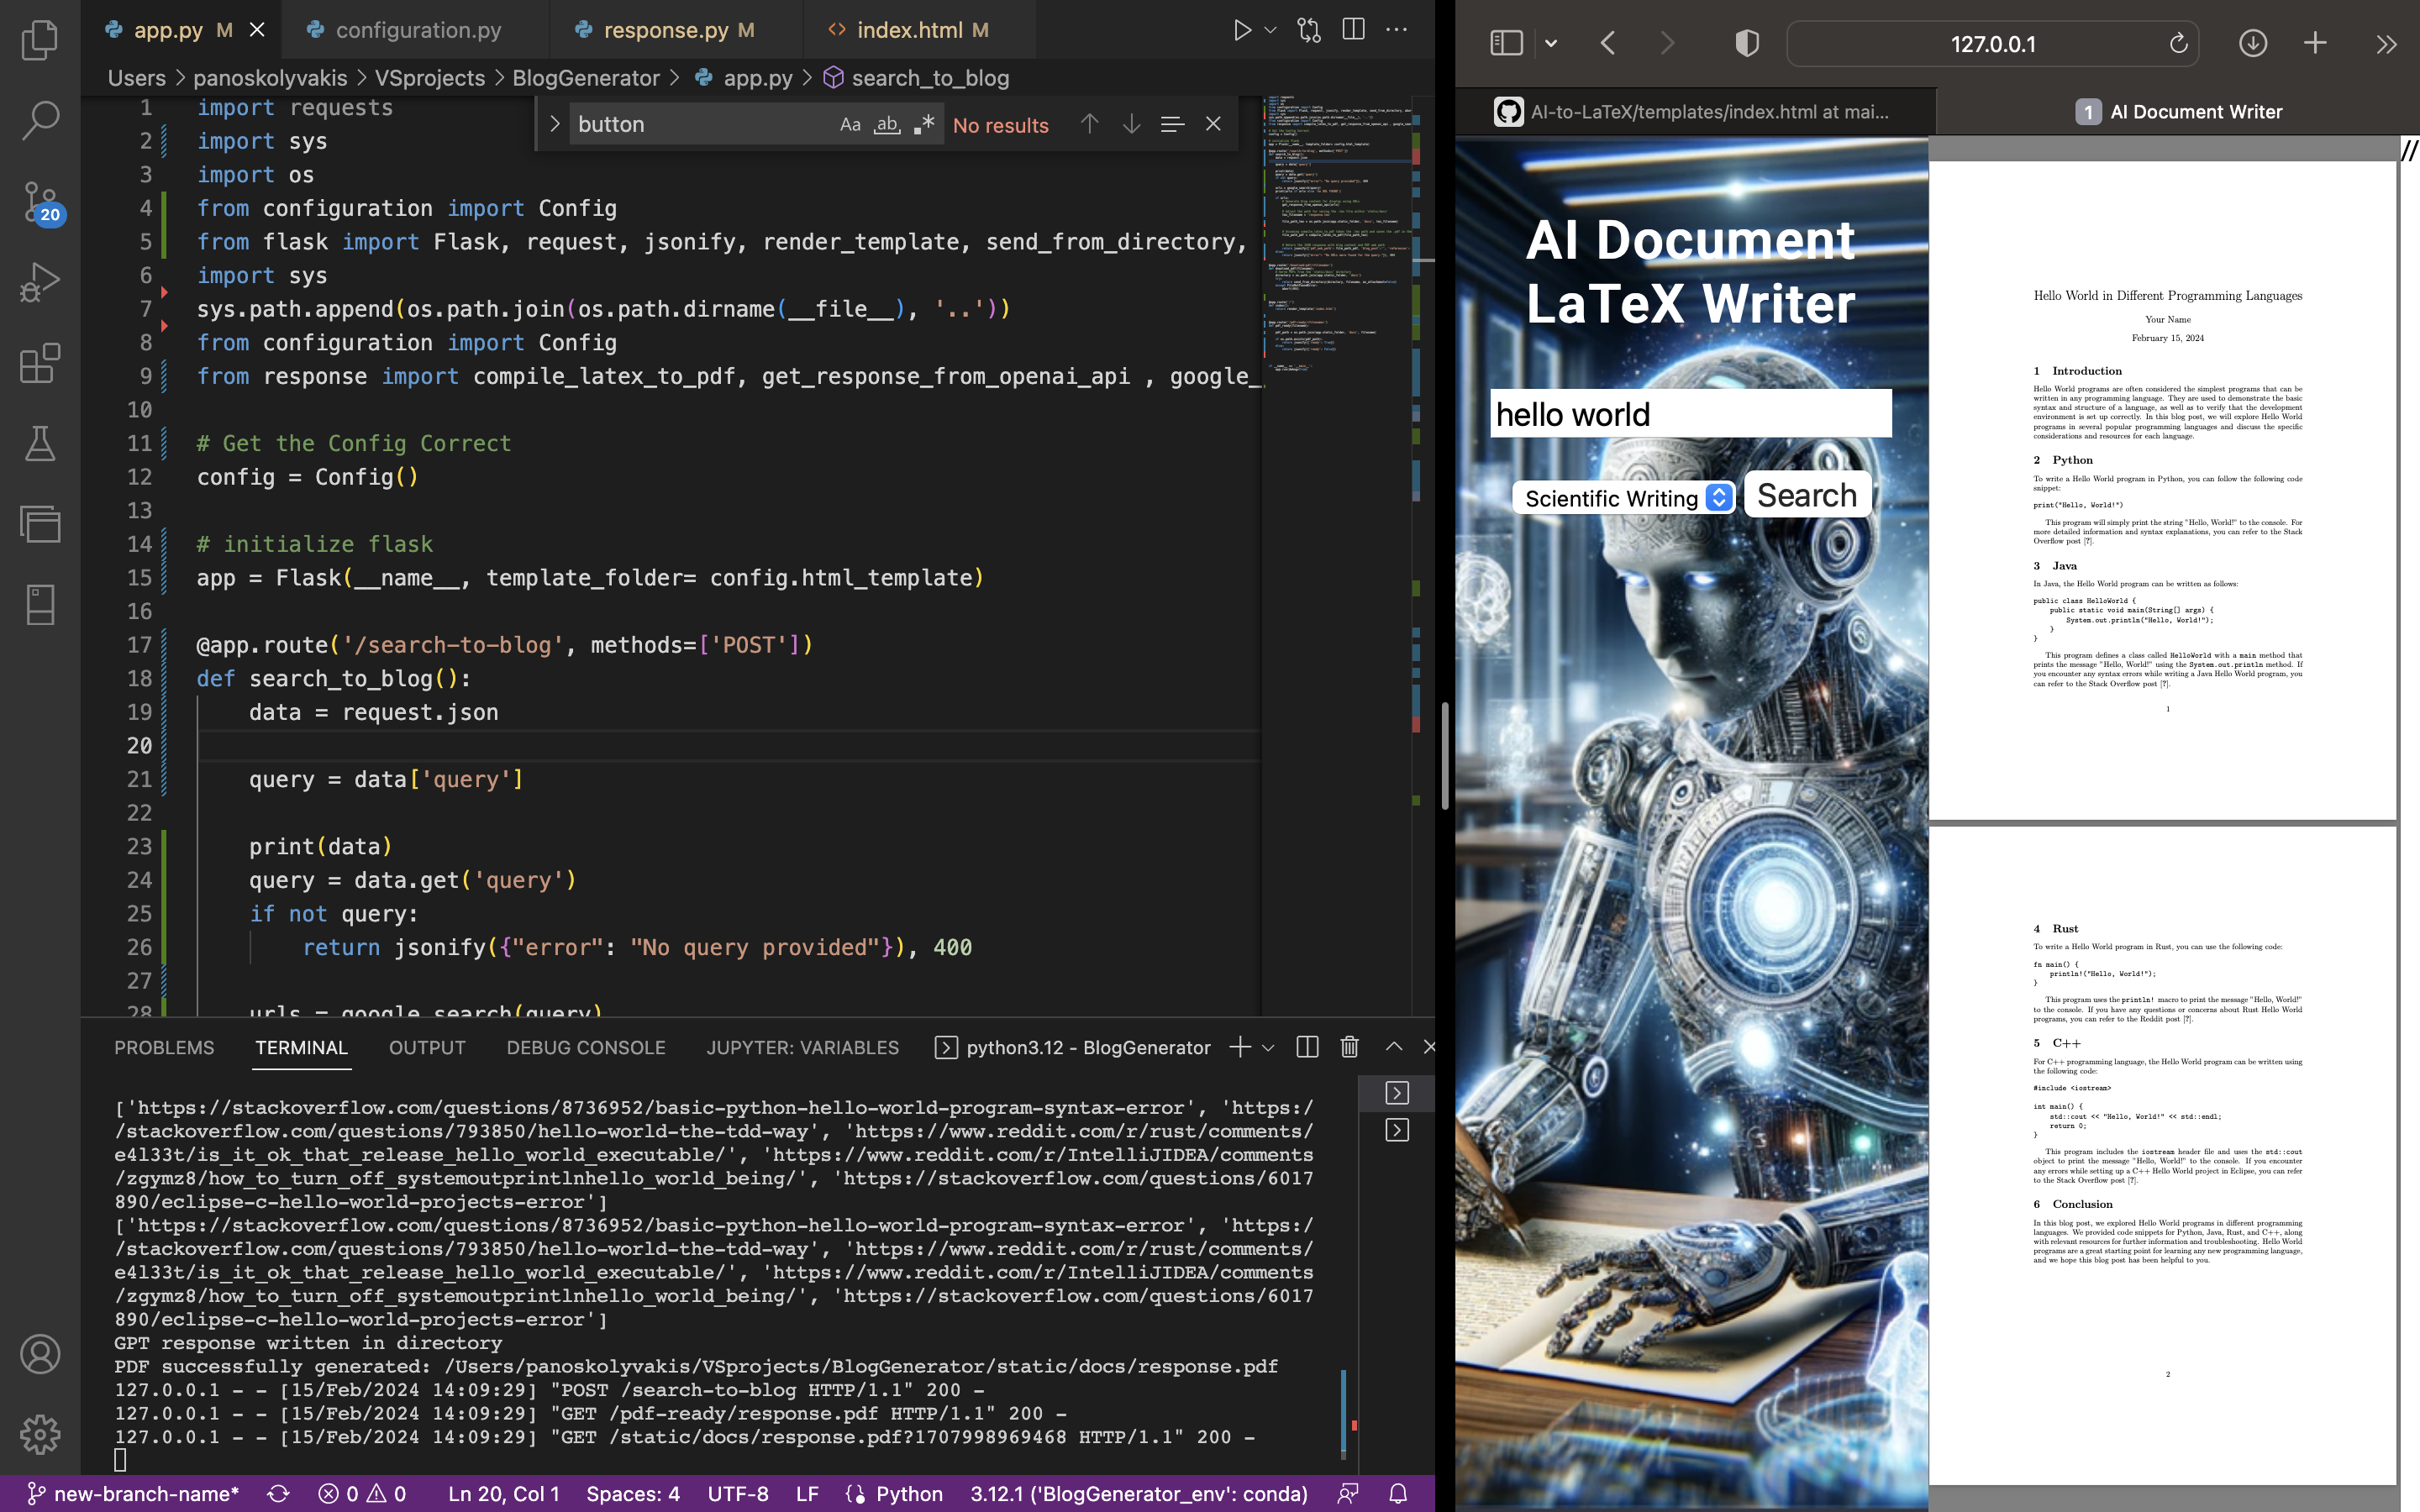 app.py M
configuration.py
response.py M
index.html M
Users > panoskolyvakis > VSprojects > BlogGenerator > app.py > search_to_blog
button
Aa ab .* No results
1 import requests
2 import sys
3 import os
4 from configuration import Config
5 from flask import Flask, request, jsonify, render_template, send_from_directory,
6 import sys
7 sys.path.append(os.path.join(os.path.dirname(__file__), '..'))
8 from configuration import Config
9 from response import compile_latex_to_pdf, get_response_from_openai_api , google_
10
11 # Get the Config Correct
12 config = Config()
13
14 # initialize flask
15 app = Flask(__name__, template_folder= config.html_template)
16
17 @app.route('/search-to-blog', methods=['POST'])
18 def search_to_blog():
19 data = request.json
20
21 query = data['query']
22
23 print(data)
24 query = data.get('query')
25 if not query:
26 return jsonify({"error": "No query provided"}), 400
27
28 urls = google_search(query)
20
PROBLEMS TERMINAL OUTPUT DEBUG CONSOLE JUPYTER: VARIABLES python3.12 - BlogGenerator
['https://stackoverflow.com/questions/8736952/basic-python-hello-world-program-syntax-error', 'https:/
/stackoverflow.com/questions/793850/hello-world-the-tdd-way', 'https://www.reddit.com/r/rust/comments/
e4l33t/is_it_ok_that_release_hello_world_executable/', 'https://www.reddit.com/r/IntelliJIDEA/comments
/zgymz8/how_to_turn_off_systemoutprintlnhello_world_being/', 'https://stackoverflow.com/questions/6017
890/eclipse-c-hello-world-projects-error']
['https://stackoverflow.com/questions/8736952/basic-python-hello-world-program-syntax-error', 'https:/
/stackoverflow.com/questions/793850/hello-world-the-tdd-way', 'https://www.reddit.com/r/rust/comments/
e4l33t/is_it_ok_that_release_hello_world_executable/', 'https://www.reddit.com/r/IntelliJIDEA/comments
/zgymz8/how_to_turn_off_systemoutprintlnhello_world_being/', 'https://stackoverflow.com/questions/6017
890/eclipse-c-hello-world-projects-error']
GPT response written in directory
PDF successfully generated: /Users/panoskolyvakis/VSprojects/BlogGenerator/static/docs/response.pdf
127.0.0.1 - - [15/Feb/2024 14:09:29] "POST /search-to-blog HTTP/1.1" 200 -
127.0.0.1 - - [15/Feb/2024 14:09:29] "GET /pdf-ready/response.pdf HTTP/1.1" 200 -
127.0.0.1 - - [15/Feb/2024 14:09:29] "GET /static/docs/response.pdf?1707998969468 HTTP/1.1" 200 -
new-branch-name* 0 0 Ln 20, Col 1 Spaces: 4 UTF-8 LF Python 3.12.1 ('BlogGenerator_env': conda)
127.0.0.1
AI-to-LaTeX/templates/index.html at mai...
1 AI Document Writer
AI Document
LaTeX Writer
hello world
Scientific Writing
Search
//
Hello World in Different Programming Languages
Your Name
February 15, 2024
1 Introduction
Hello World programs are often considered the simplest programs that can be
written in any programming language. They are used to demonstrate the basic
syntax and structure of a language, as well as to verify that the development
environment is set up correctly. In this blog post, we will explore Hello World
programs in several popular programming languages and discuss the specific
considerations and resources for each language.
2 Python
To write a Hello World program in Python, you can follow the following code
snippet:
print("Hello, World!")
This program will simply print the string "Hello, World!" to the console. For
more detailed information and syntax explanations, you can refer to the Stack
Overflow post [?].
3 Java
In Java, the Hello World program can be written as follows:
public class HelloWorld {
public static void main(String[] args) {
System.out.println("Hello, World!");
}
}
This program defines a class called HelloWorld with a main method that
prints the message "Hello, World!" using the System.out.println method. If
you encounter any syntax errors while writing a Java Hello World program, you
can refer to the Stack Overflow post [?].
1
4 Rust
To write a Hello World program in Rust, you can use the following code:
fn main() {
println!("Hello, World!");
}
This program uses the println! macro to print the message "Hello, World!"
to the console. If you have any questions or concerns about Rust Hello World
programs, you can refer to the Reddit post [?].
5 C++
For C++ programming language, the Hello World program can be written using
the following code:
#include <iostream>
int main() {
std::cout << "Hello, World!" << std::endl;
return 0;
}
This program includes the iostream header file and uses the std::cout
object to print the message "Hello, World!" to the console. If you encounter
any errors while setting up a C++ Hello World project in Eclipse, you can refer
to the Stack Overflow post [?].
6 Conclusion
In this blog post, we explored Hello World programs in different programming
languages. We provided code snippets for Python, Java, Rust, and C++, along
with relevant resources for further information and troubleshooting. Hello World
programs are a great starting point for learning any new programming language,
and we hope this blog post has been helpful to you.
2